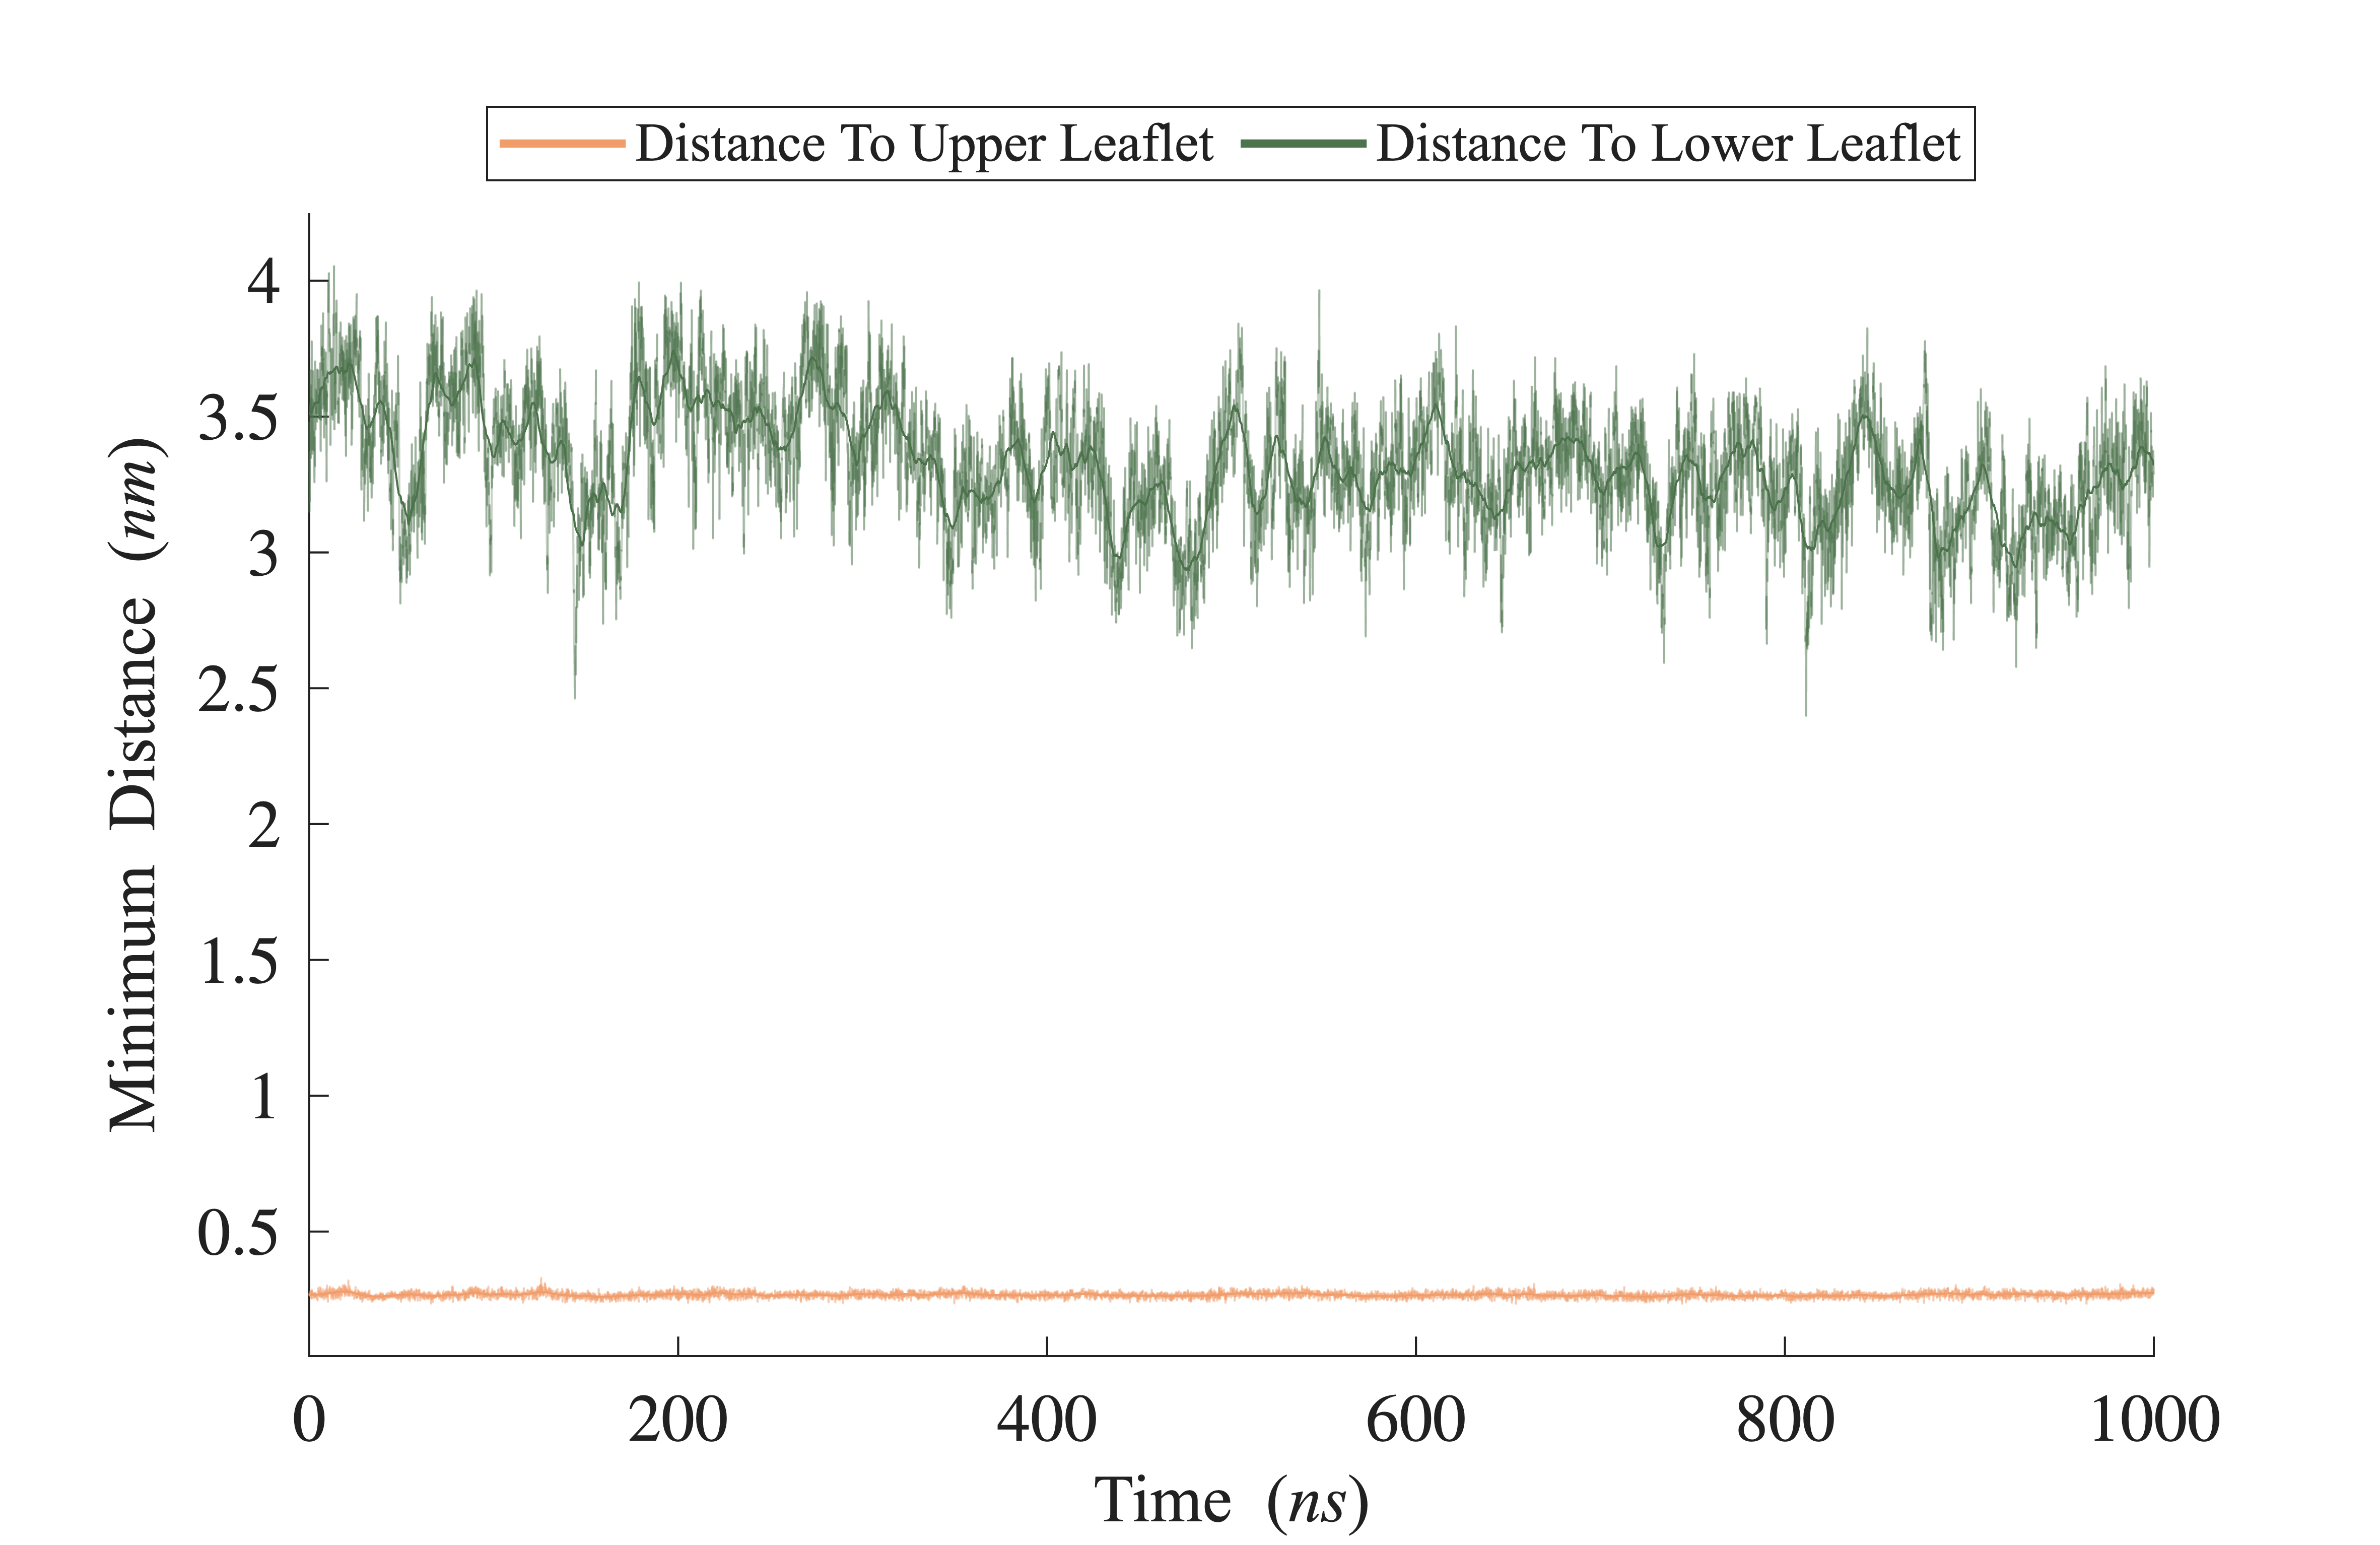 Distance To Upper Leaflet Distance To Lower Leaflet
4
3.5
3
2.5
2
1.5
1
0.5
Minimum Distance (nm)
0 200 400 600 800 1000
Time (ns)